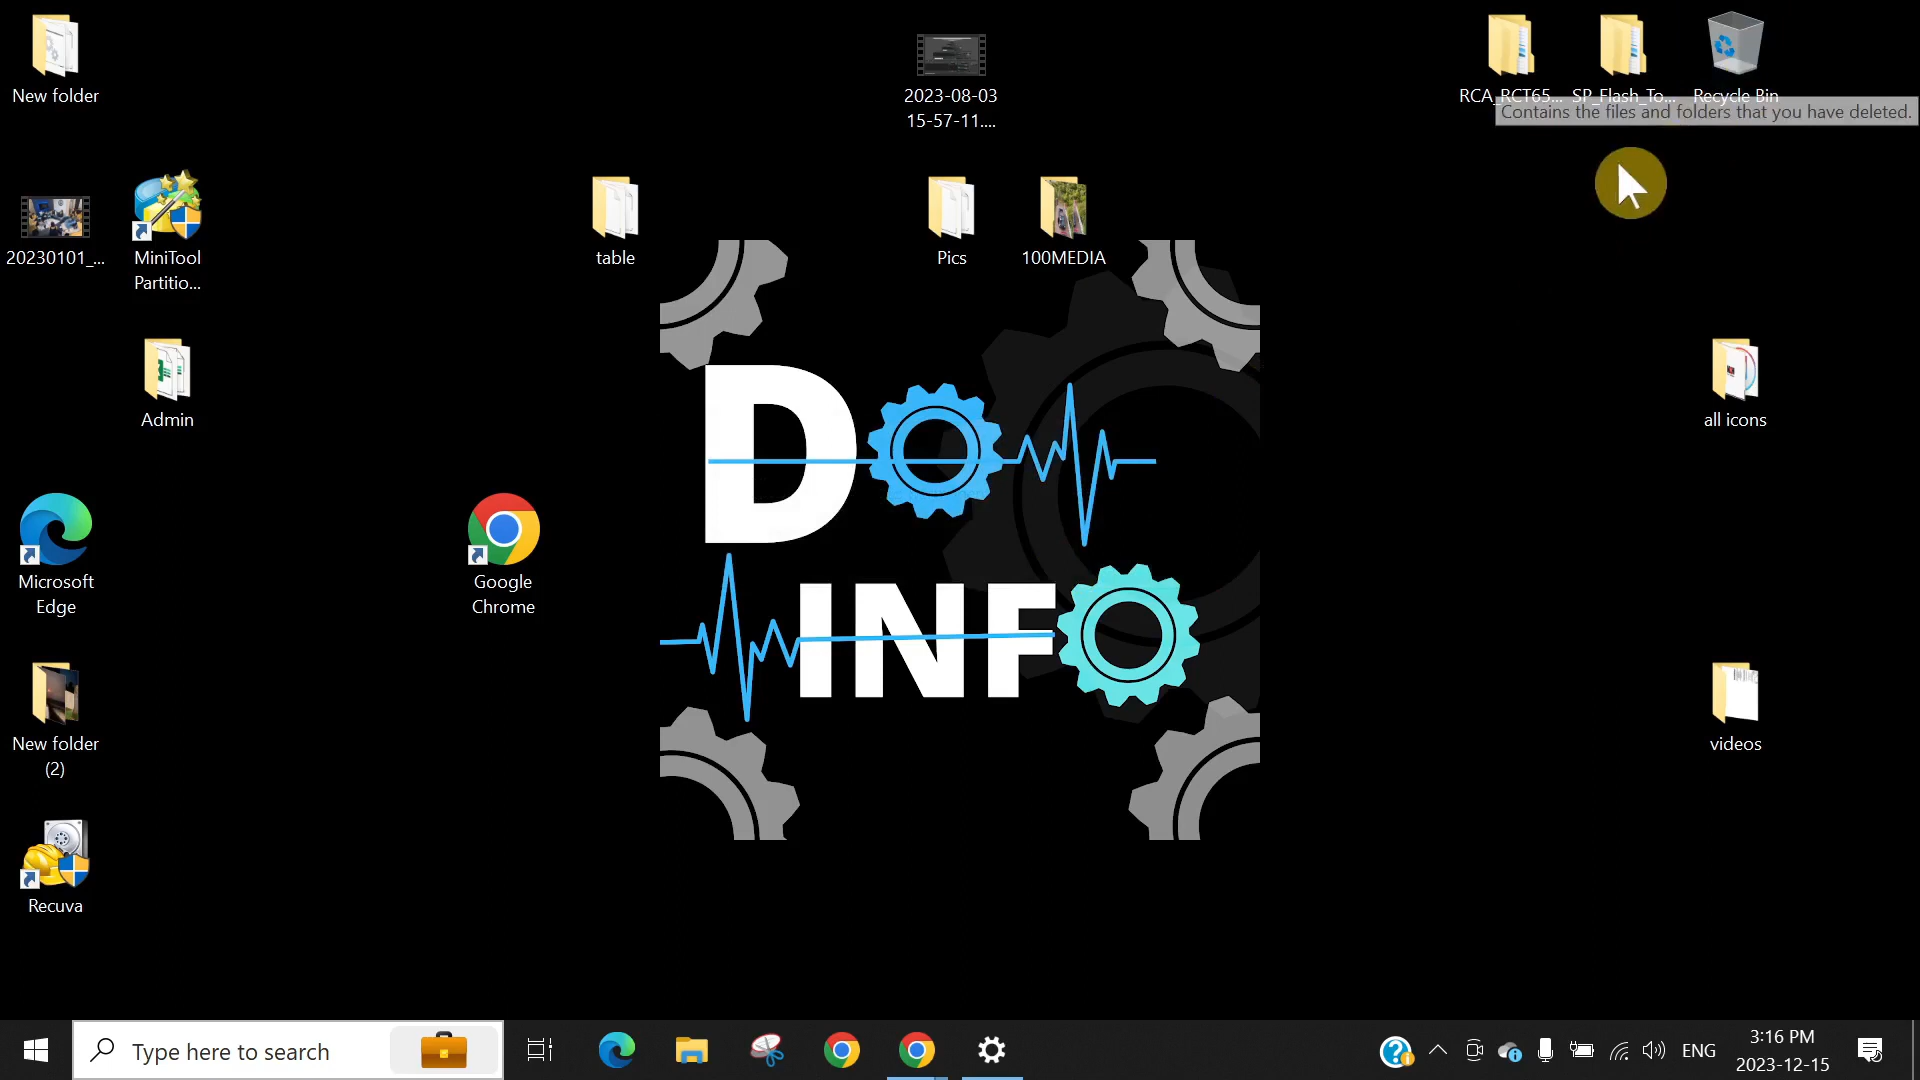 New folder
2023-08-03
15-57-11....
RCA_RCT65...
SP_Flash_To...
Recycle Bin
Contains the files and folders that you have deleted.
20230101_...
MiniTool
Partitio...
table
Pics
100MEDIA
Admin
all icons
DO
INFO
Microsoft
Edge
Google
Chrome
New folder
(2)
videos
Recuva
Type here to search
ENG
3:16 PM
2023-12-15